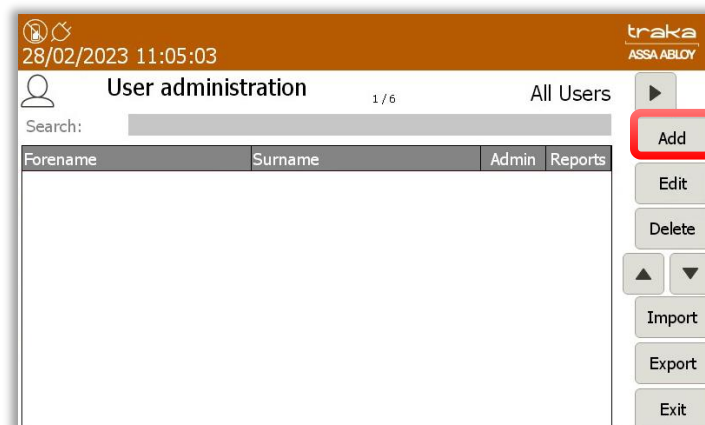 28/02/2023 11:05:03
traka
ASSA ABLOY
User administration 1/6 All Users
Search:
Forename Surname Admin Reports
Add
Edit
Delete
Import
Export
Exit